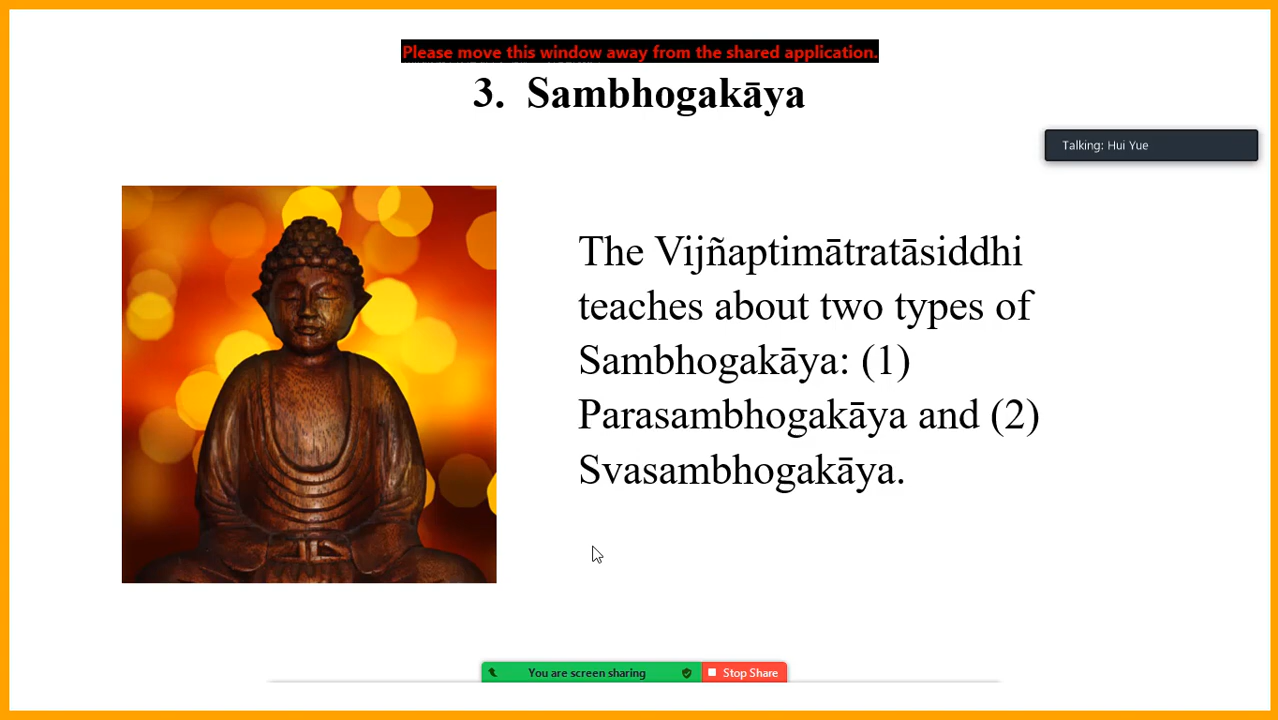 Please move this window away from the shared application.
3. Sambhogakāya
Talking: Hui Yue
The Vijñaptimātratāsiddhi
teaches about two types of
Sambhogakāya: (1)
Parasambhogakāya and (2)
Svasambhogakāya.
You are screen sharing
Stop Share